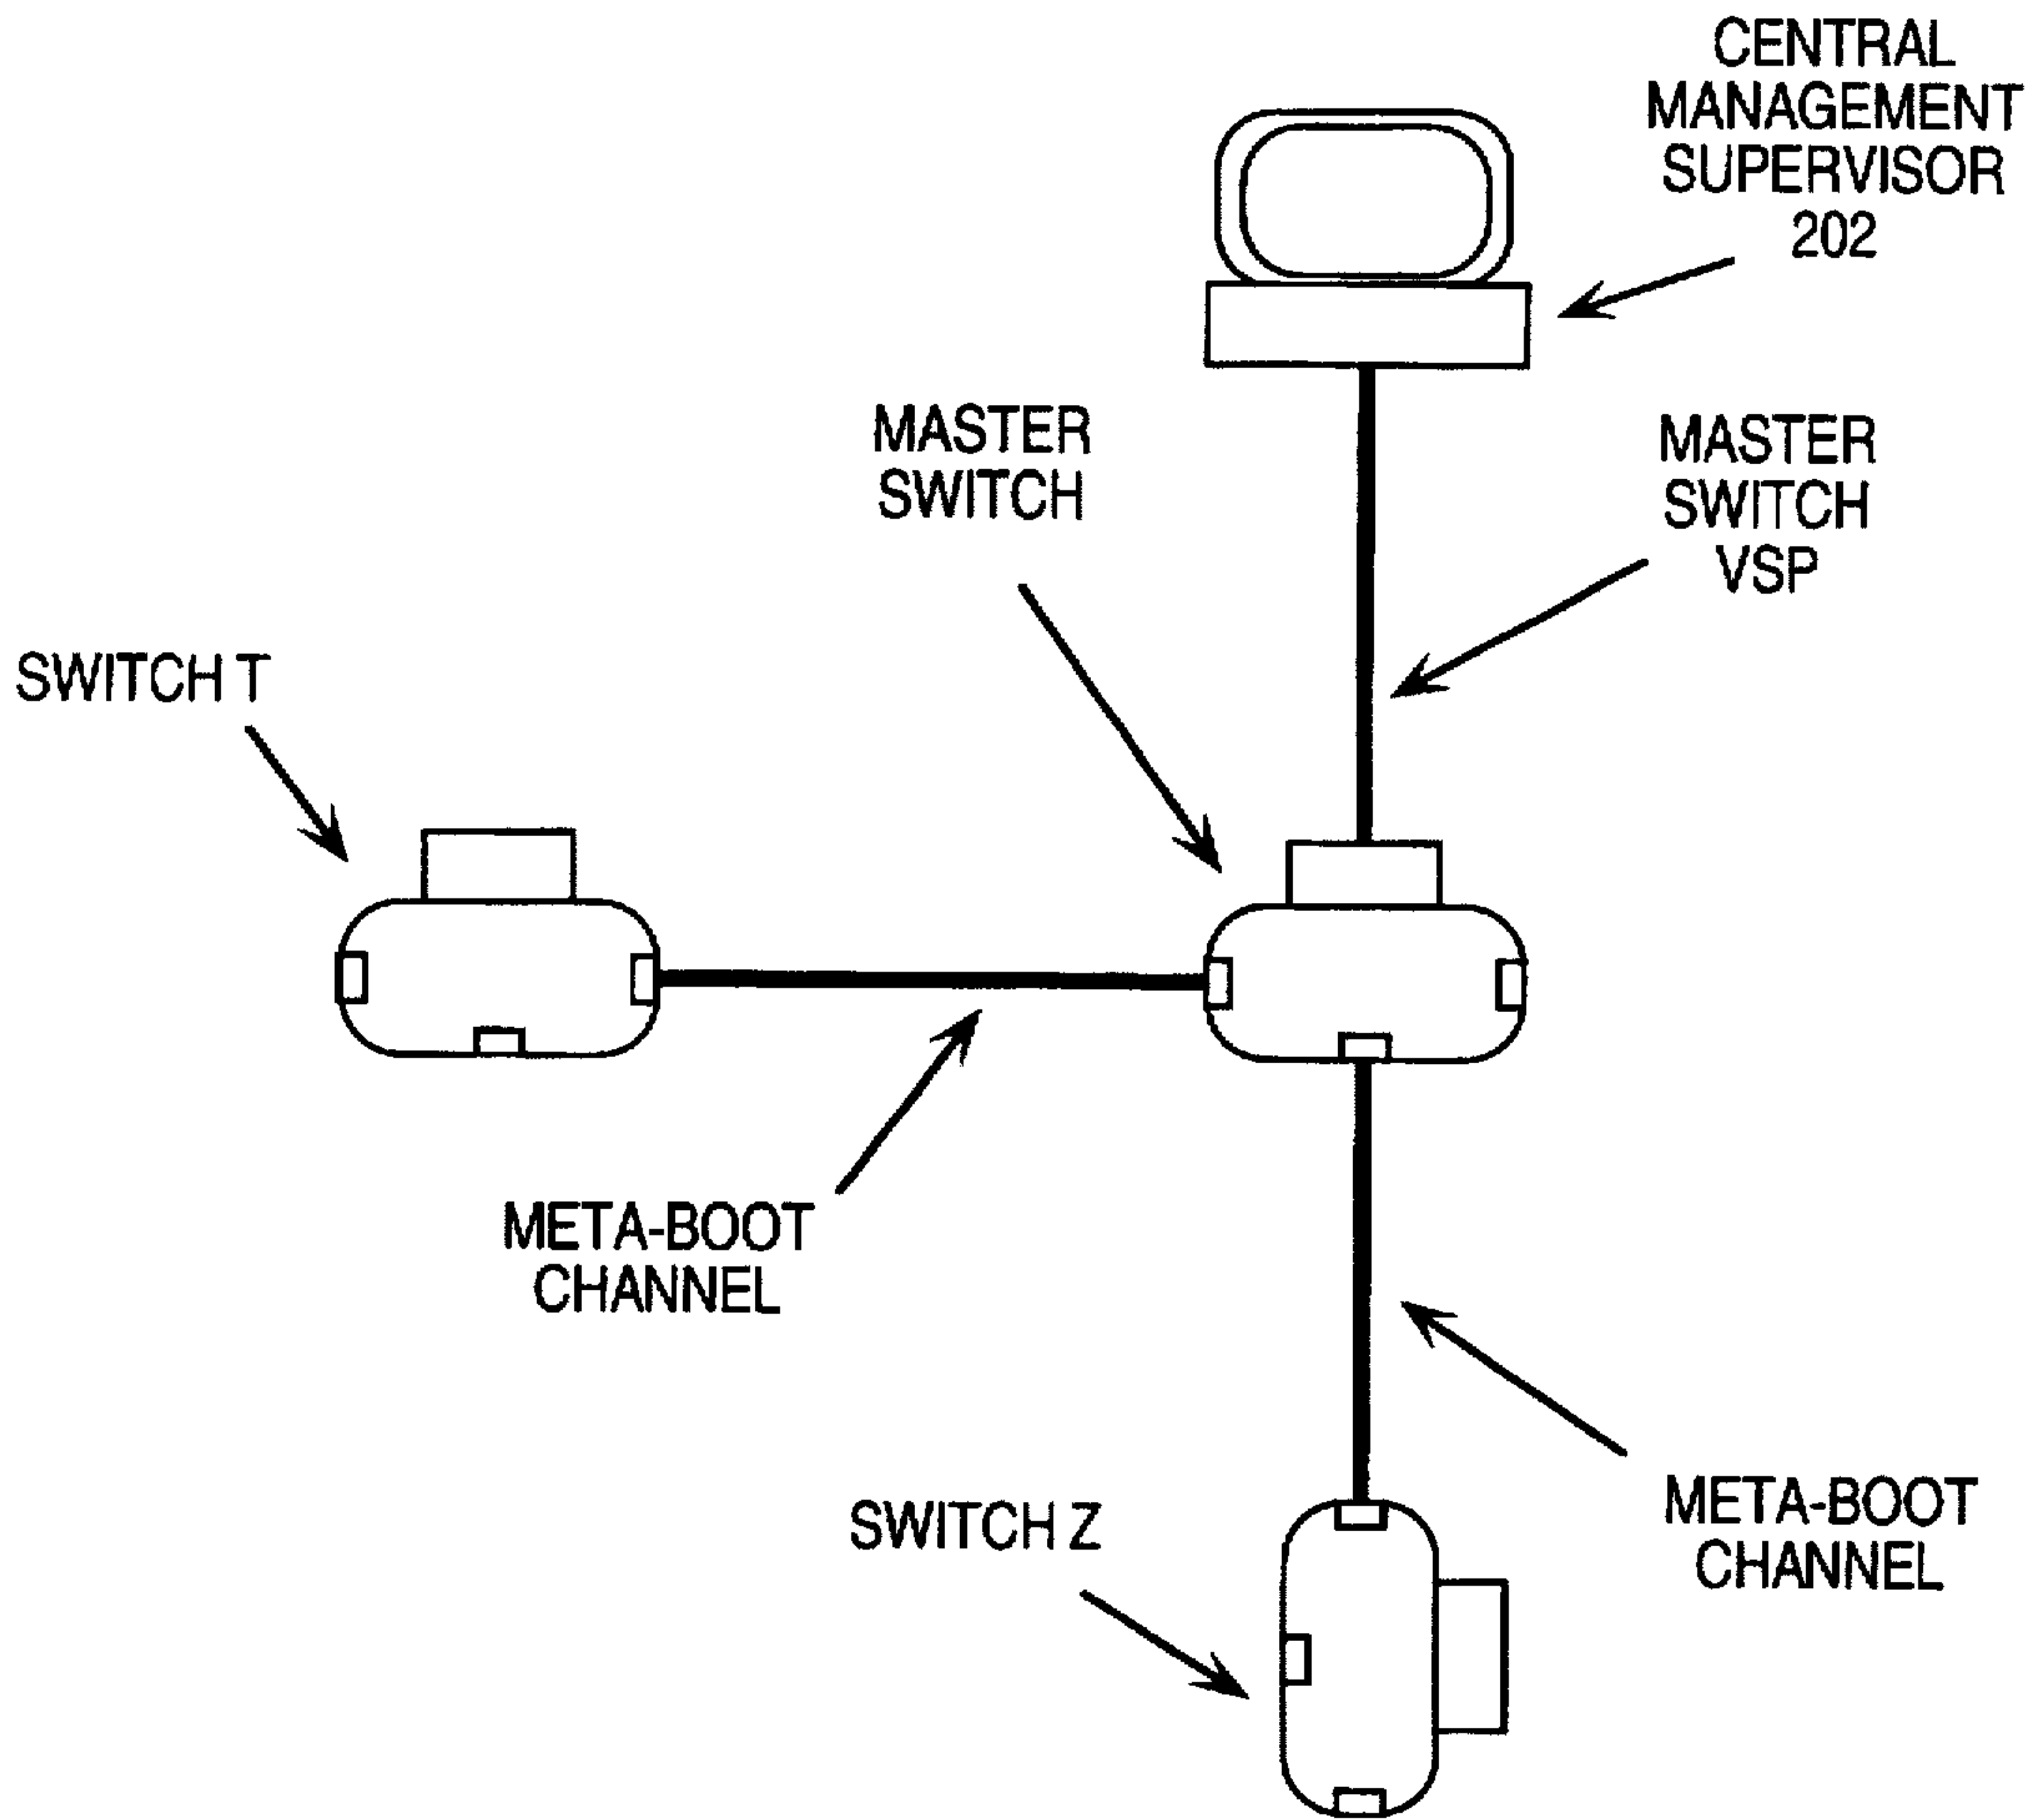 CENTRAL
MANAGEMENT
SUPERVISOR
202
MASTER
SWITCH
MASTER
SWITCH
VSP
SWITCH T
META-BOOT
CHANNEL
SWITCH Z
META-BOOT
CHANNEL